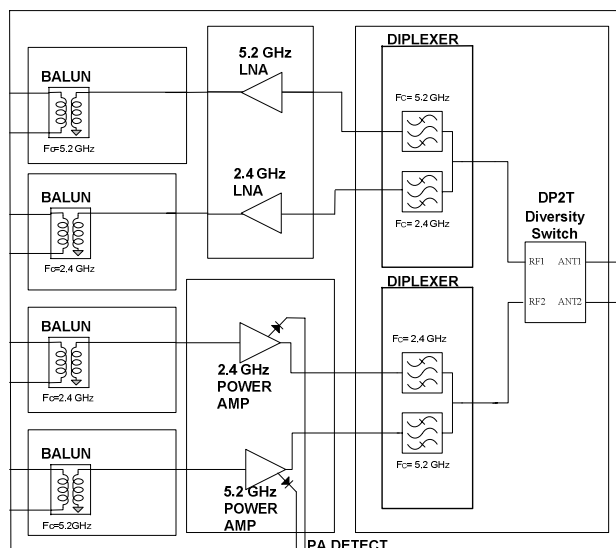 BALUN
Fc=5.2 GHz
5.2 GHz
LNA
DIPLEXER
Fc = 5.2 GHz
BALUN
Fc=2.4 GHz
2.4 GHz
LNA
Fc = 2.4 GHz
DP2T
Diversity
Switch
RF1 ANT1
RF2 ANT2
BALUN
Fc=2.4 GHz
2.4 GHz
POWER
AMP
DIPLEXER
Fc = 2.4 GHz
BALUN
Fc=5.2GHz
5.2 GHz
POWER
AMP
Fc = 5.2 GHz
PA DETECT